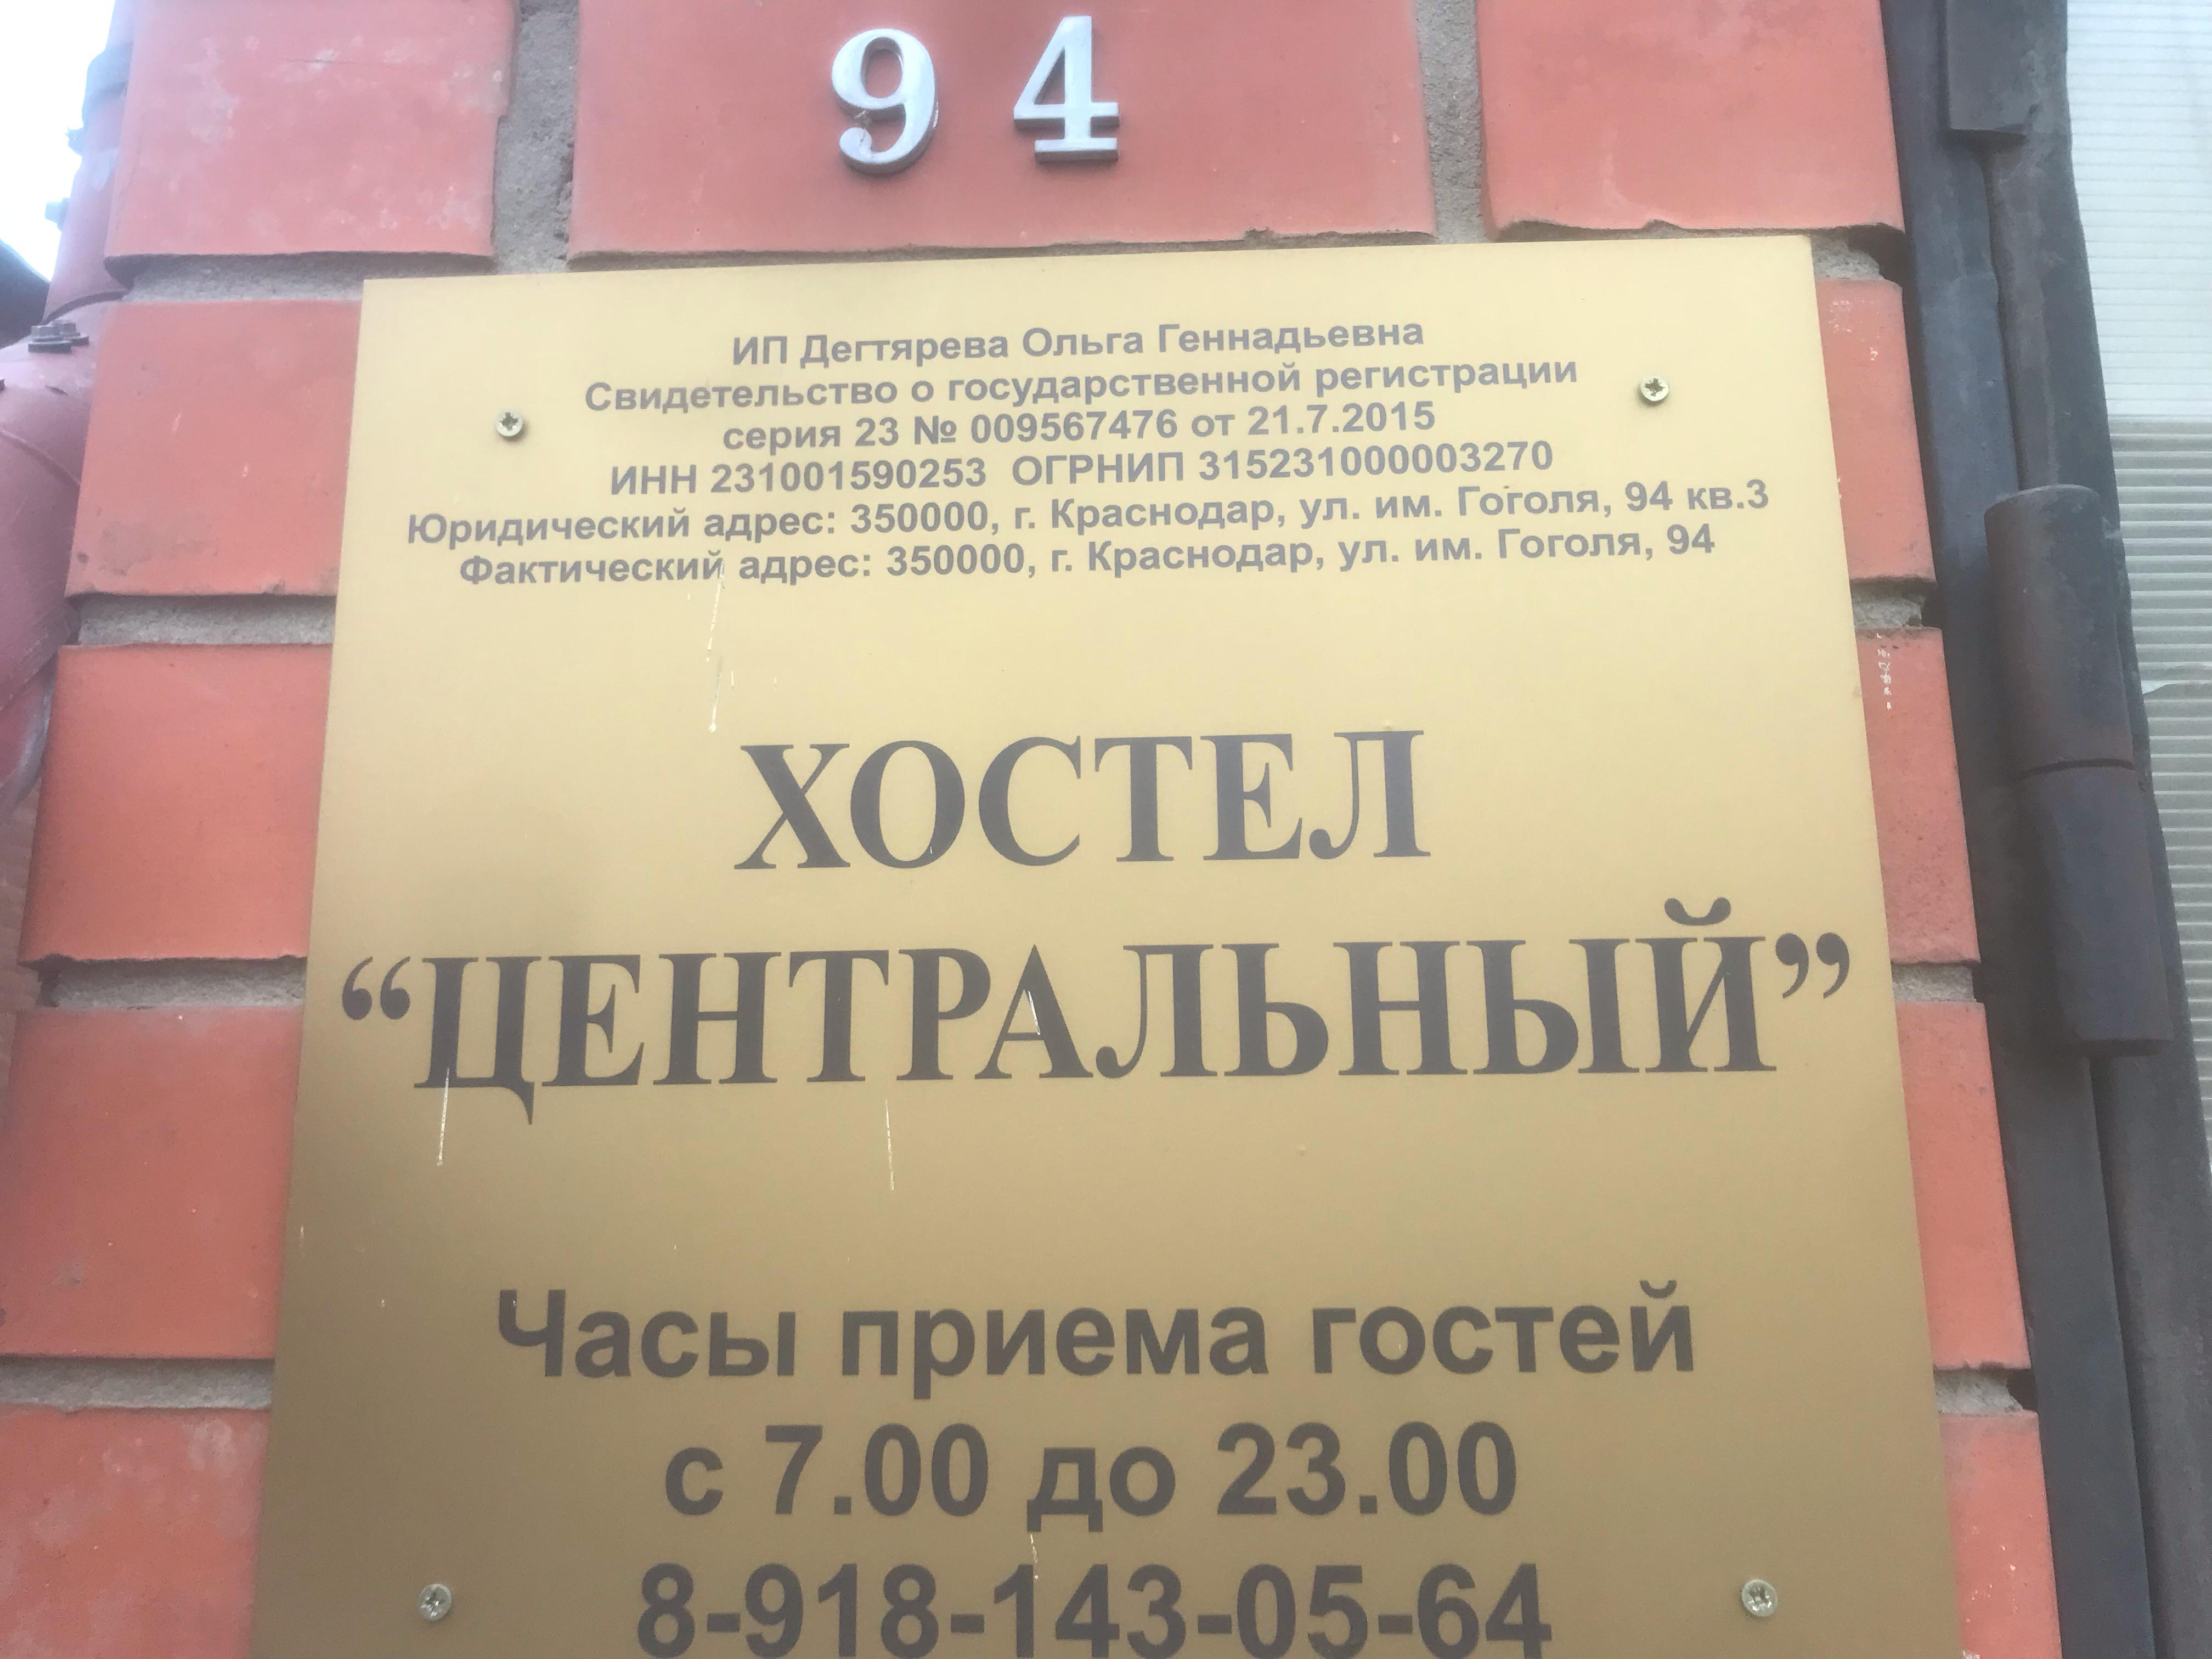 94
ИП Дегтярева Ольга Геннадьевна
Свидетельство о государственной регистрации
серия 23 № 009567476 от 21.7.2015
ИНН 231001590253 ОГРНИП 315231000003270
Юридический адрес: 350000, г. Краснодар, ул. им. Гоголя, 94 кв.3
Фактический адрес: 350000, г. Краснодар, ул. им. Гоголя, 94
ХОСТЕЛ
“ЦЕНТРАЛЬНЫЙ”
Часы приема гостей
с 7.00 до 23.00
8-918-143-05-64